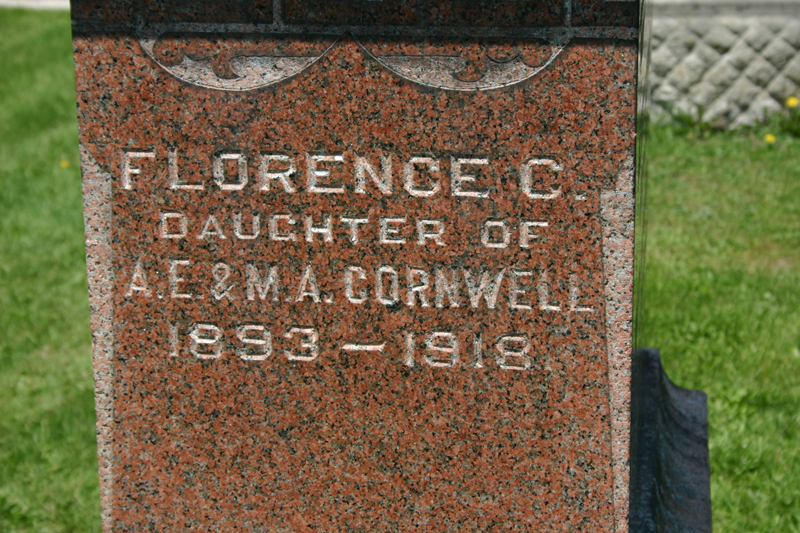 FLORENCE C.
DAUGHTER OF
A.E. & M.A. CORNWELL
1893 — 1918